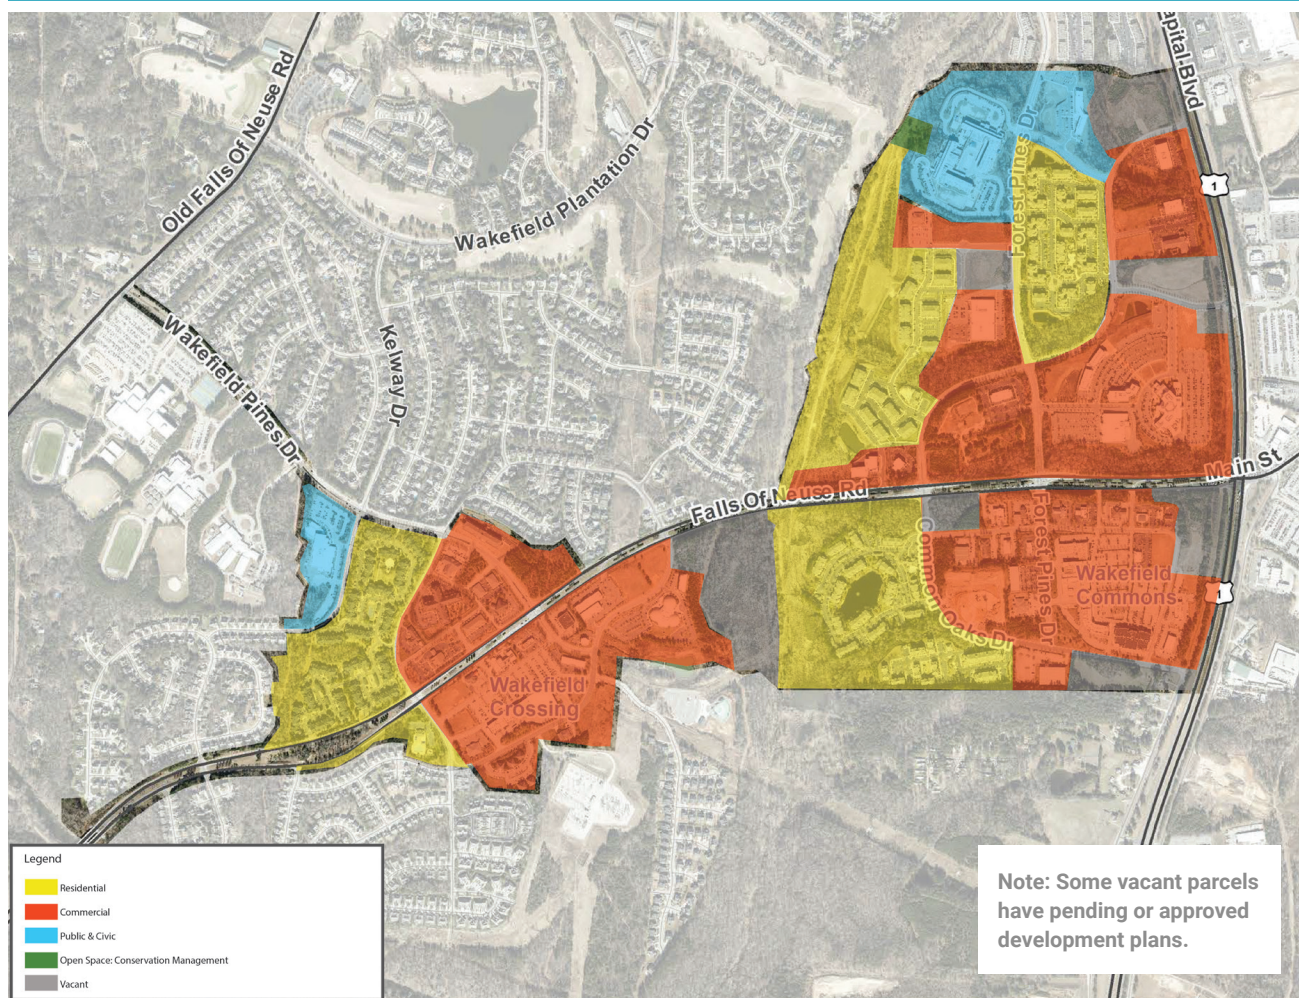 Capital Blvd
Old Falls Of Neuse Rd
Wakefield Plantation Dr
Forest Pines Dr
1
Wakefield Pines Dr
Kelway Dr
Main St
Falls Of Neuse Rd
Common Oaks Dr
Forest Pines Dr
Wakefield
Commons
1
Wakefield
Crossing
Legend
Residential
Commercial
Public & Civic
Open Space: Conservation Management
Vacant
Note: Some vacant parcels
have pending or approved
development plans.